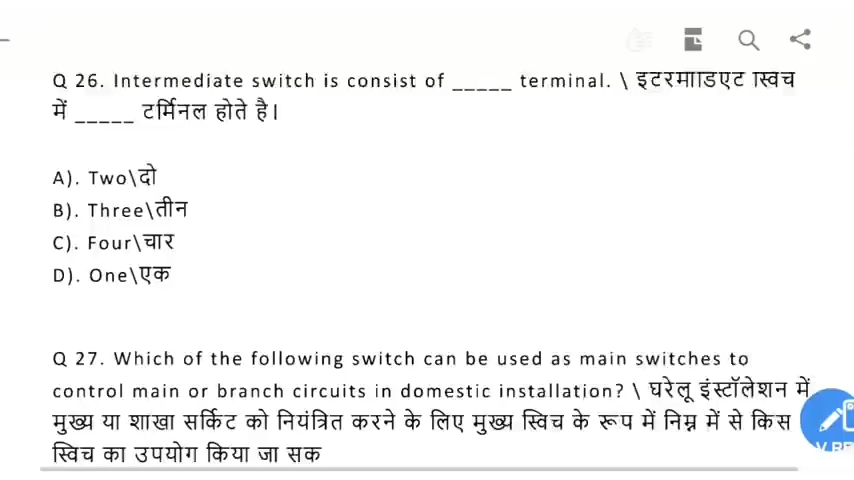 Q 26. Intermediate switch is consist of _____ terminal. \ इंटरमीडिएट स्विच
में _____ टर्मिनल होते है।
A). Two\दो
B). Three\तीन
C). Four\चार
D). One\एक
Q 27. Which of the following switch can be used as main switches to
control main or branch circuits in domestic installation? \ घरेलू इंस्टॉलेशन में
मुख्य या शाखा सर्किट को नियंत्रित करने के लिए मुख्य स्विच के रूप में निम्न में से किस
स्विच का उपयोग किया जा सक